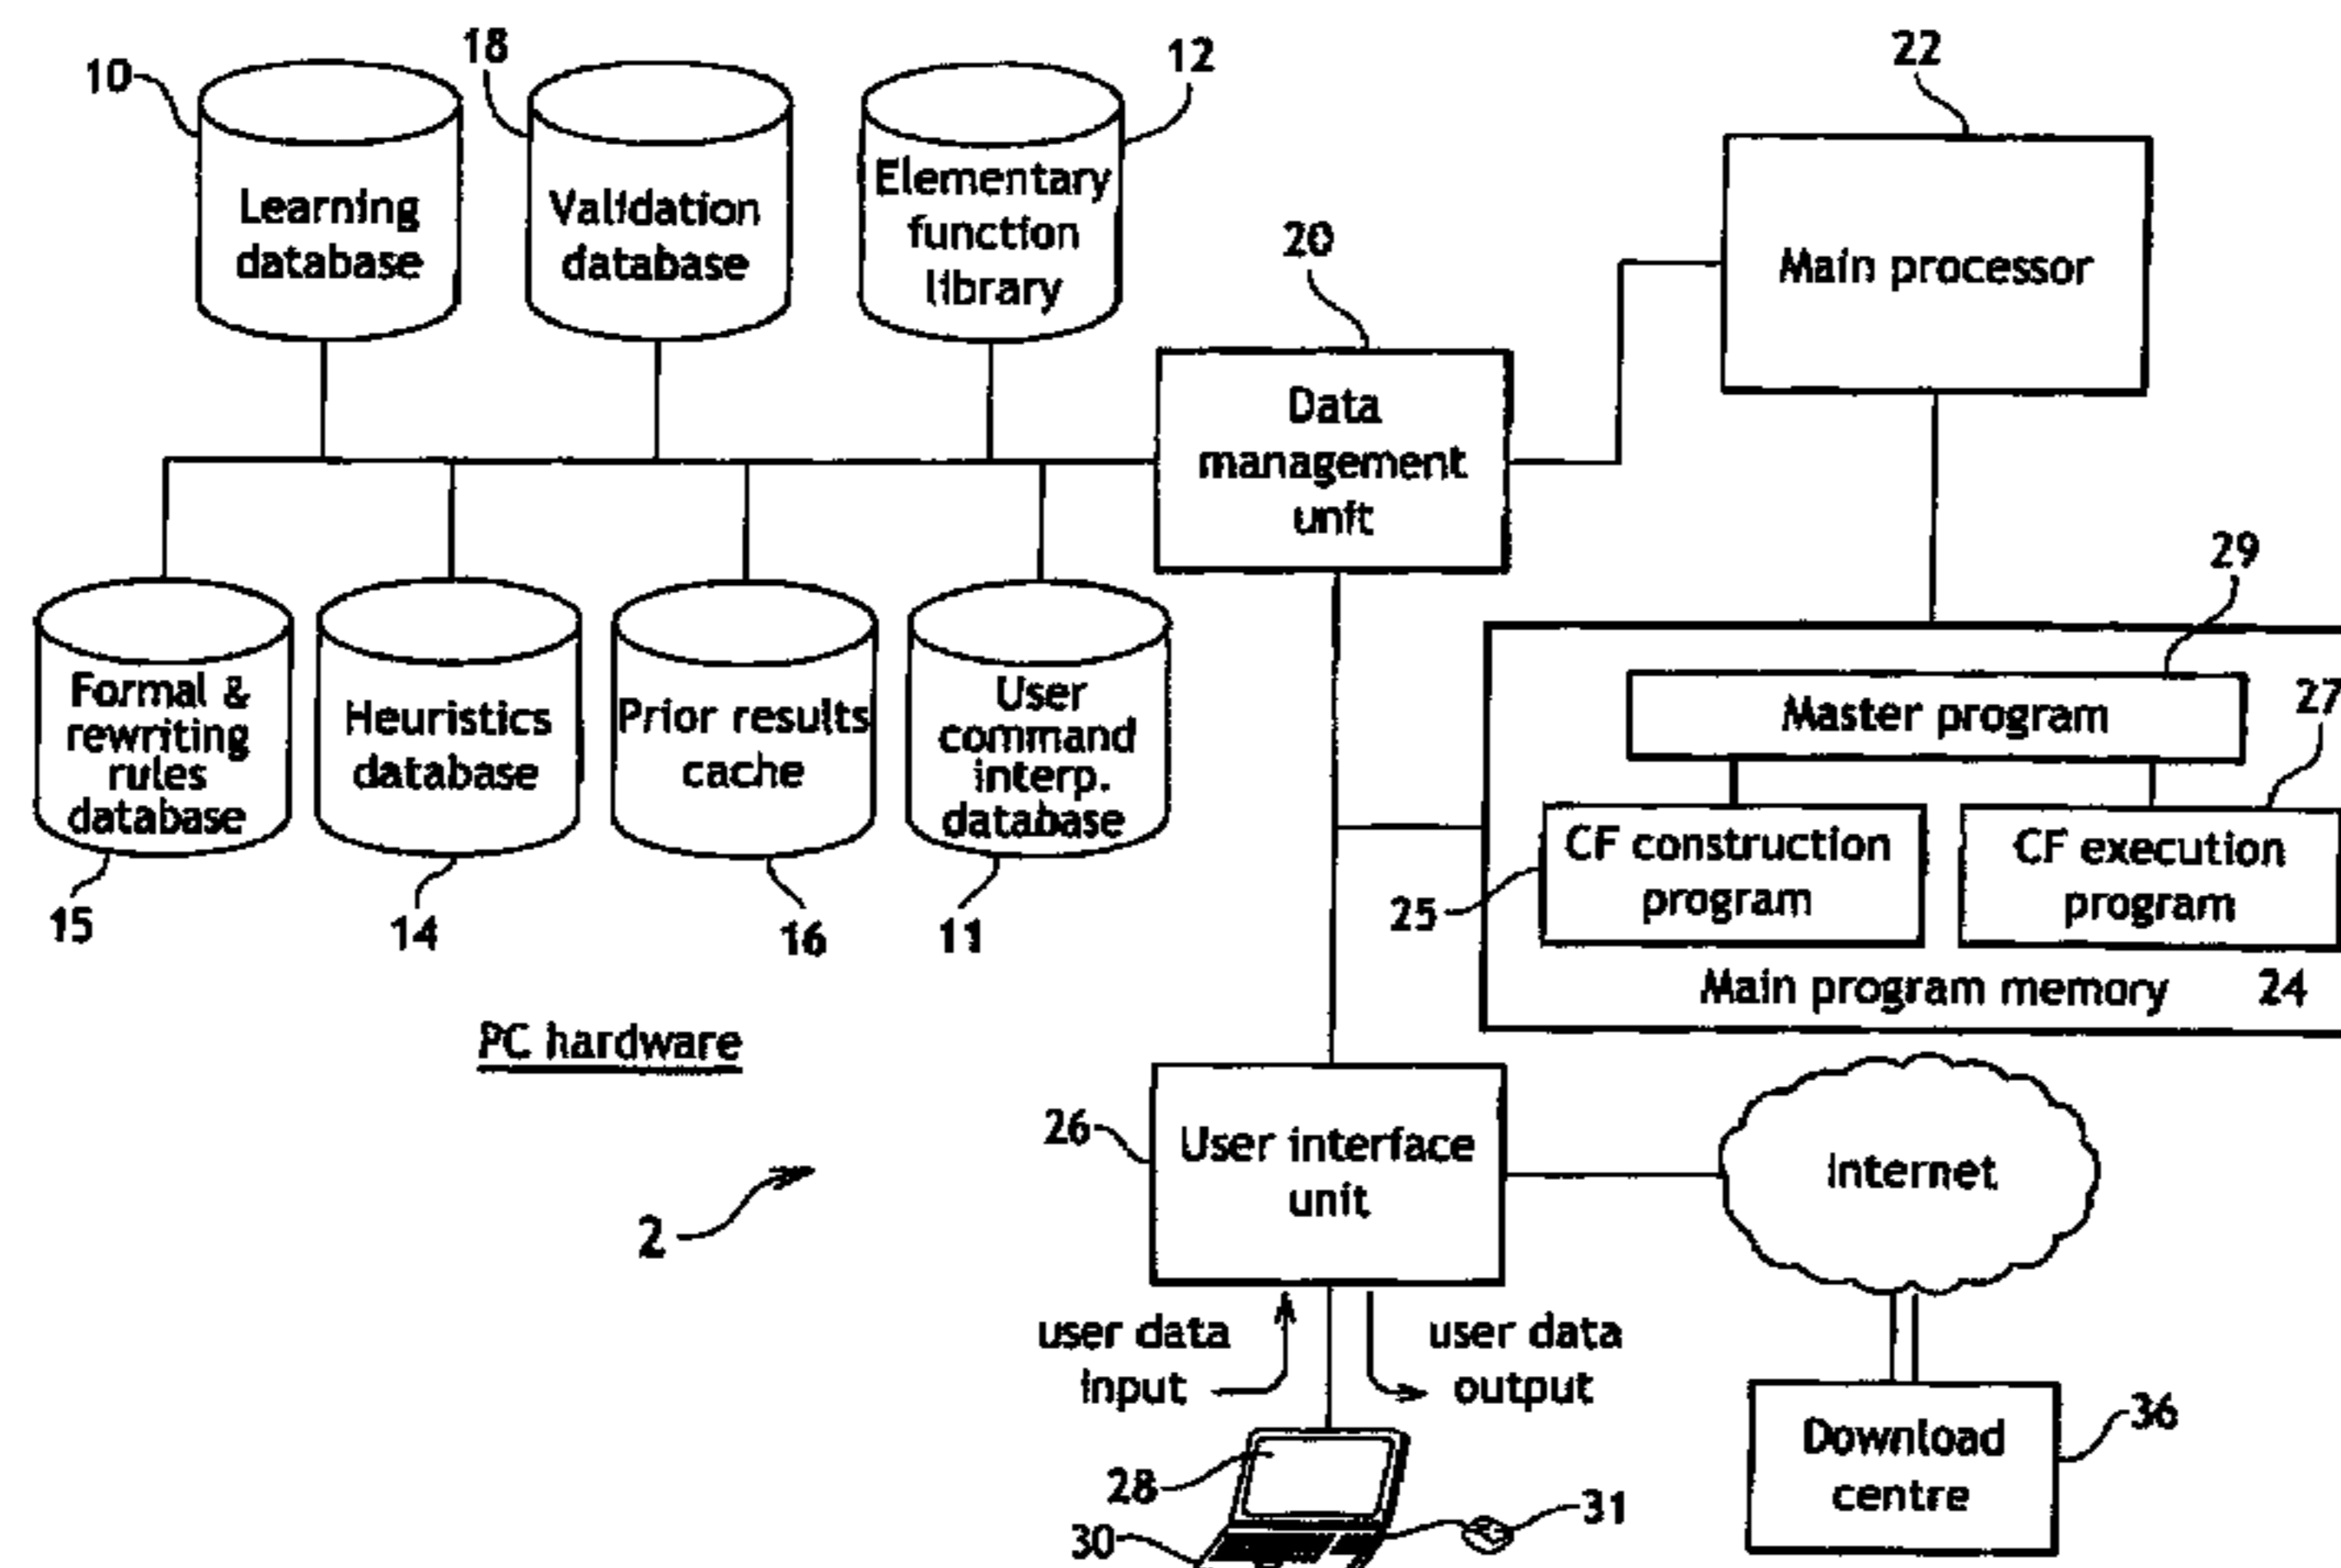 10
18
12
22
Learning
database
Validation
database
Elementary
function
library
20
Main processor
Data
management
unit
29
Formal &
rewriting
rules
database
Heuristics
database
Prior results
cache
User
command
interp.
database
Master program
27
CF construction
program
CF execution
program
25
15
14
16
11
Main program memory
24
PC hardware
26
User interface
unit
Internet
2
user data
input
user data
output
28
31
30
Download
centre
36